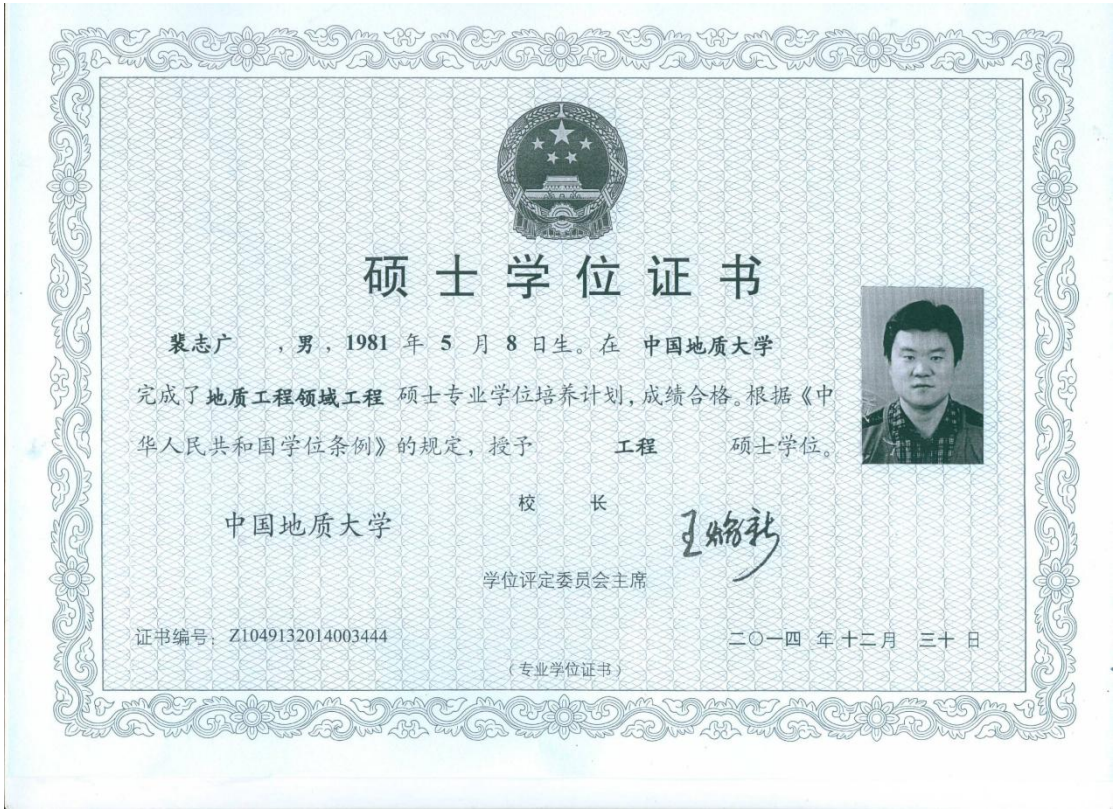 硕士学位证书
裴志广 ,男,1981 年 5 月 8 日生。在 中国地质大学
完成了地质工程领域工程 硕士专业学位培养计划,成绩合格。根据《中
华人民共和国学位条例》的规定,授予 工程 硕士学位。
校 长
中国地质大学
王焰新
学位评定委员会主席
证书编号:Z1049132014003444
二〇一四 年 十二月 三十 日
(专业学位证书)